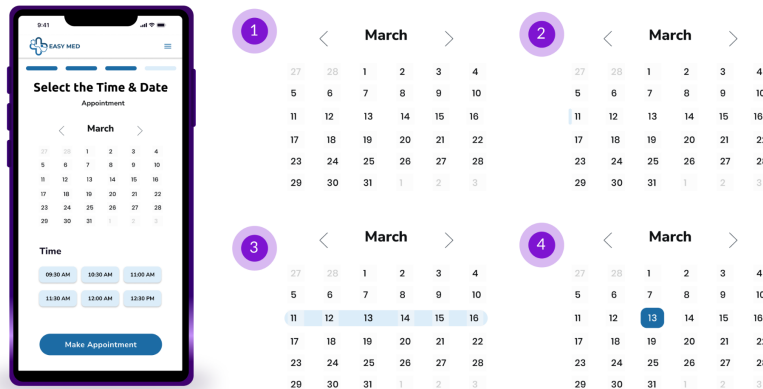 9:41
EASY MED
Select the Time & Date
Appointment
March
27 28 1 2 3 4
5 6 7 8 9 10
11 12 13 14 15 16
17 18 19 20 21 22
23 24 25 26 27 28
29 30 31 1 2 3
Time
09:30 AM 10:30 AM 11:00 AM
11:30 AM 12:00 AM 12:30 PM
Make Appointment
1
March
27 28 1 2 3 4
5 6 7 8 9 10
11 12 13 14 15 16
17 18 19 20 21 22
23 24 25 26 27 28
29 30 31 1 2 3
2
March
27 28 1 2 3 4
5 6 7 8 9 10
11 12 13 14 15 16
17 18 19 20 21
23 24 25 26 27
29 30 31 1 2 3
3
March
27 28 1 2 3 4
5 6 7 8 9 10
11 12 13 14 15 16
17 18 19 20 21 22
23 24 25 26 27 28
29 30 31 1 2 3
4
March
27 28 1 2 3 4
5 6 7 8 9 10
11 12 13 14 15 16
17 18 19 20 21
23 24 25 26 27
29 30 31 1 2 3